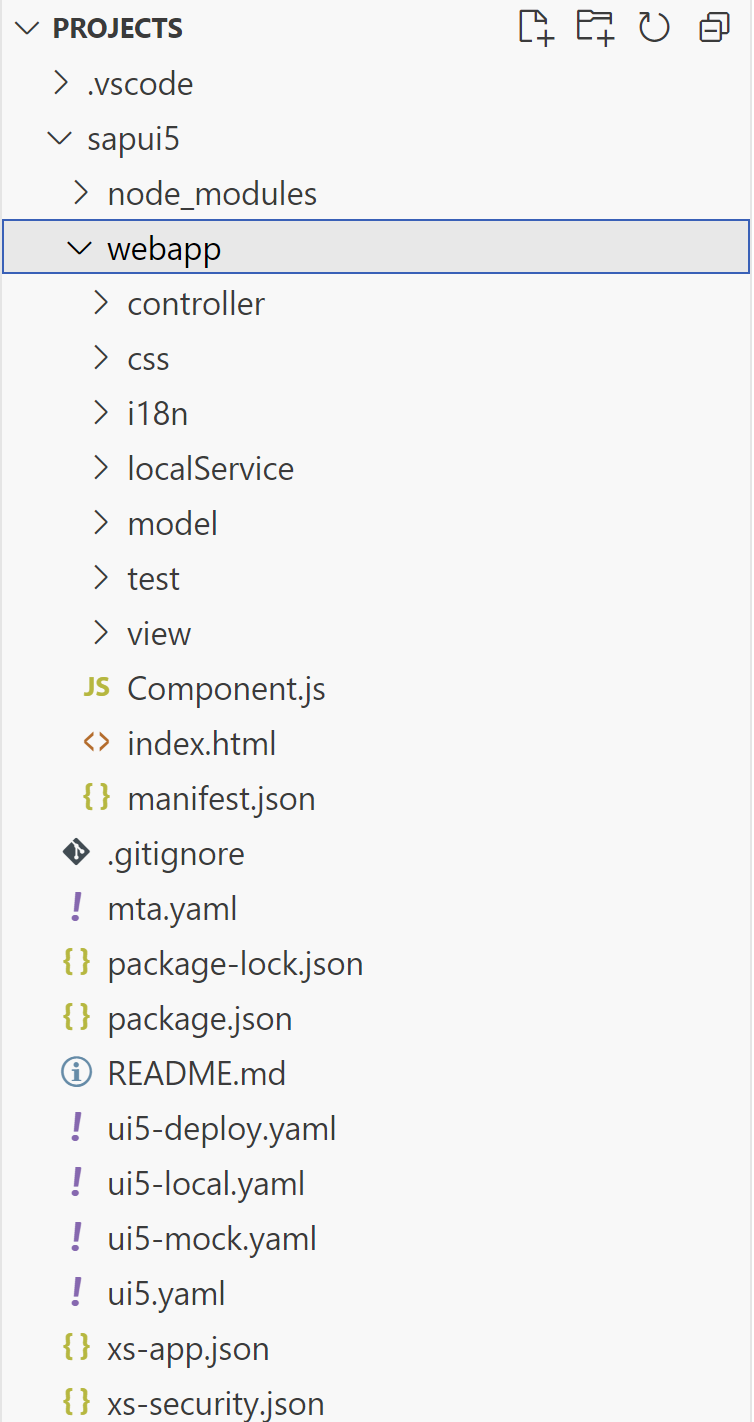 PROJECTS
.vscode
sapui5
node_modules
webapp
controller
css
i18n
localService
model
test
view
JS Component.js
<> index.html
{} manifest.json
.gitignore
! mta.yaml
{} package-lock.json
{} package.json
i README.md
! ui5-deploy.yaml
! ui5-local.yaml
! ui5-mock.yaml
! ui5.yaml
{} xs-app.json
{} xs-security.json